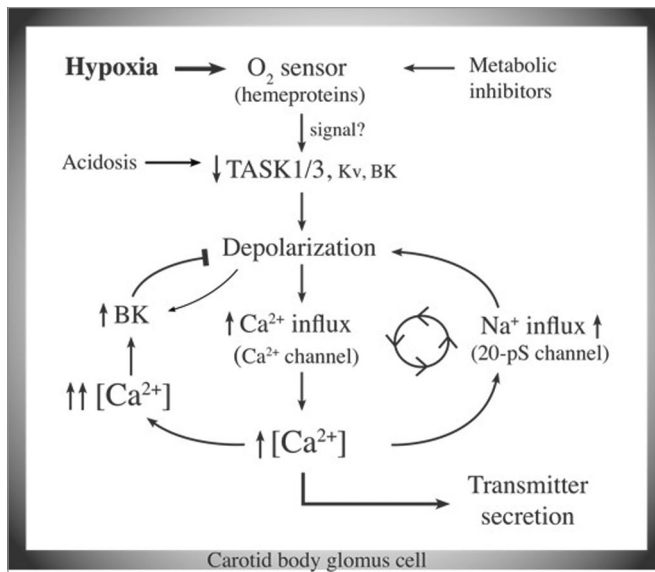 Hypoxia
O₂ sensor
(hemeproteins)
Metabolic
inhibitors
signal?
Acidosis
↓TASK1/3, Kv, BK
Depolarization
↑BK
↑Ca²⁺ influx
(Ca²⁺ channel)
Na⁺ influx↑
(20-pS channel)
↑↑[Ca²⁺]
↑[Ca²⁺]
Transmitter
secretion
Carotid body glomus cell